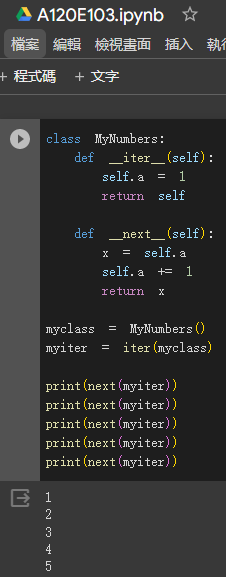 A120E103.ipynb
檔案 編輯 檢視畫面 插入
+ 程式碼 + 文字
class MyNumbers:
    def __iter__(self):
        self.a = 1
        return self

    def __next__(self):
        x = self.a
        self.a += 1
        return x

myclass = MyNumbers()
myiter = iter(myclass)

print(next(myiter))
print(next(myiter))
print(next(myiter))
print(next(myiter))
print(next(myiter))
1
2
3
4
5